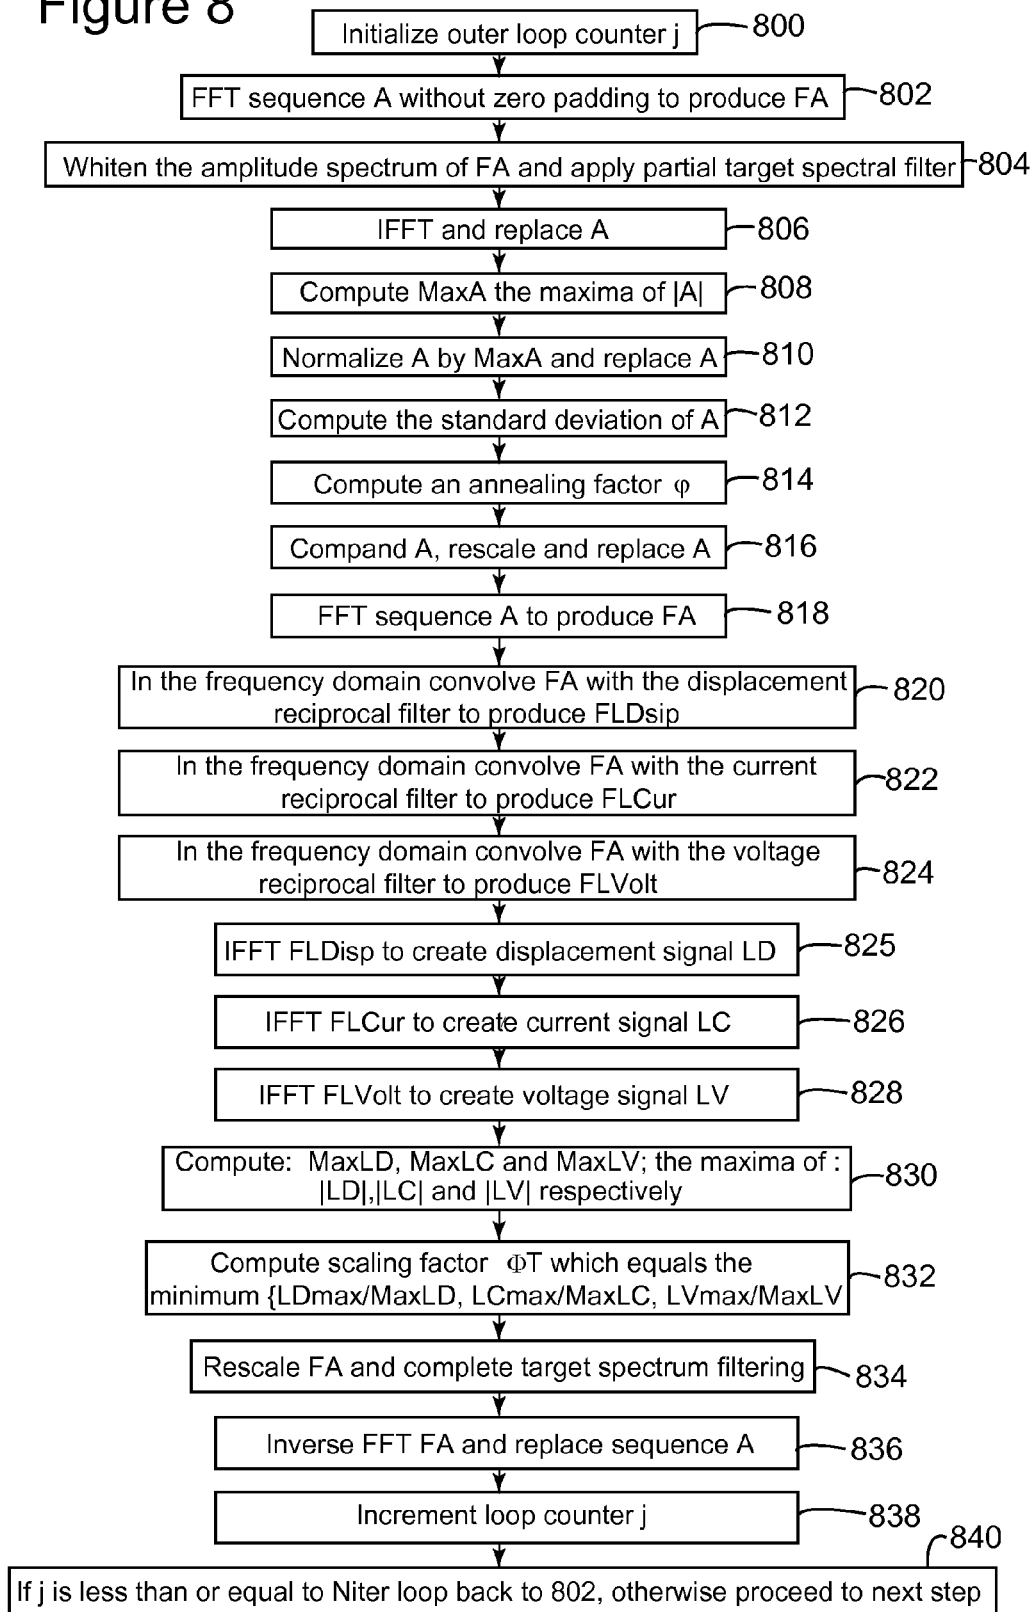 Figure 8
Initialize outer loop counter j
800
FFT sequence A without zero padding to produce FA
802
Whiten the amplitude spectrum of FA and apply partial target spectral filter
804
IFFT and replace A
806
Compute MaxA the maxima of |A|
808
Normalize A by MaxA and replace A
810
Compute the standard deviation of A
812
Compute an annealing factor φ
814
Compand A, rescale and replace A
816
FFT sequence A to produce FA
818
In the frequency domain convolve FA with the displacement
reciprocal filter to produce FLDsip
820
In the frequency domain convolve FA with the current
reciprocal filter to produce FLCur
822
In the frequency domain convolve FA with the voltage
reciprocal filter to produce FLVolt
824
IFFT FLDisp to create displacement signal LD
825
IFFT FLCur to create current signal LC
826
IFFT FLVolt to create voltage signal LV
828
Compute: MaxLD, MaxLC and MaxLV; the maxima of :
|LD|,|LC| and |LV| respectively
830
Compute scaling factor ΦT which equals the
minimum {LDmax/MaxLD, LCmax/MaxLC, LVmax/MaxLV
832
Rescale FA and complete target spectrum filtering
834
Inverse FFT FA and replace sequence A
836
Increment loop counter j
838
840
If j is less than or equal to Niter loop back to 802, otherwise proceed to next step